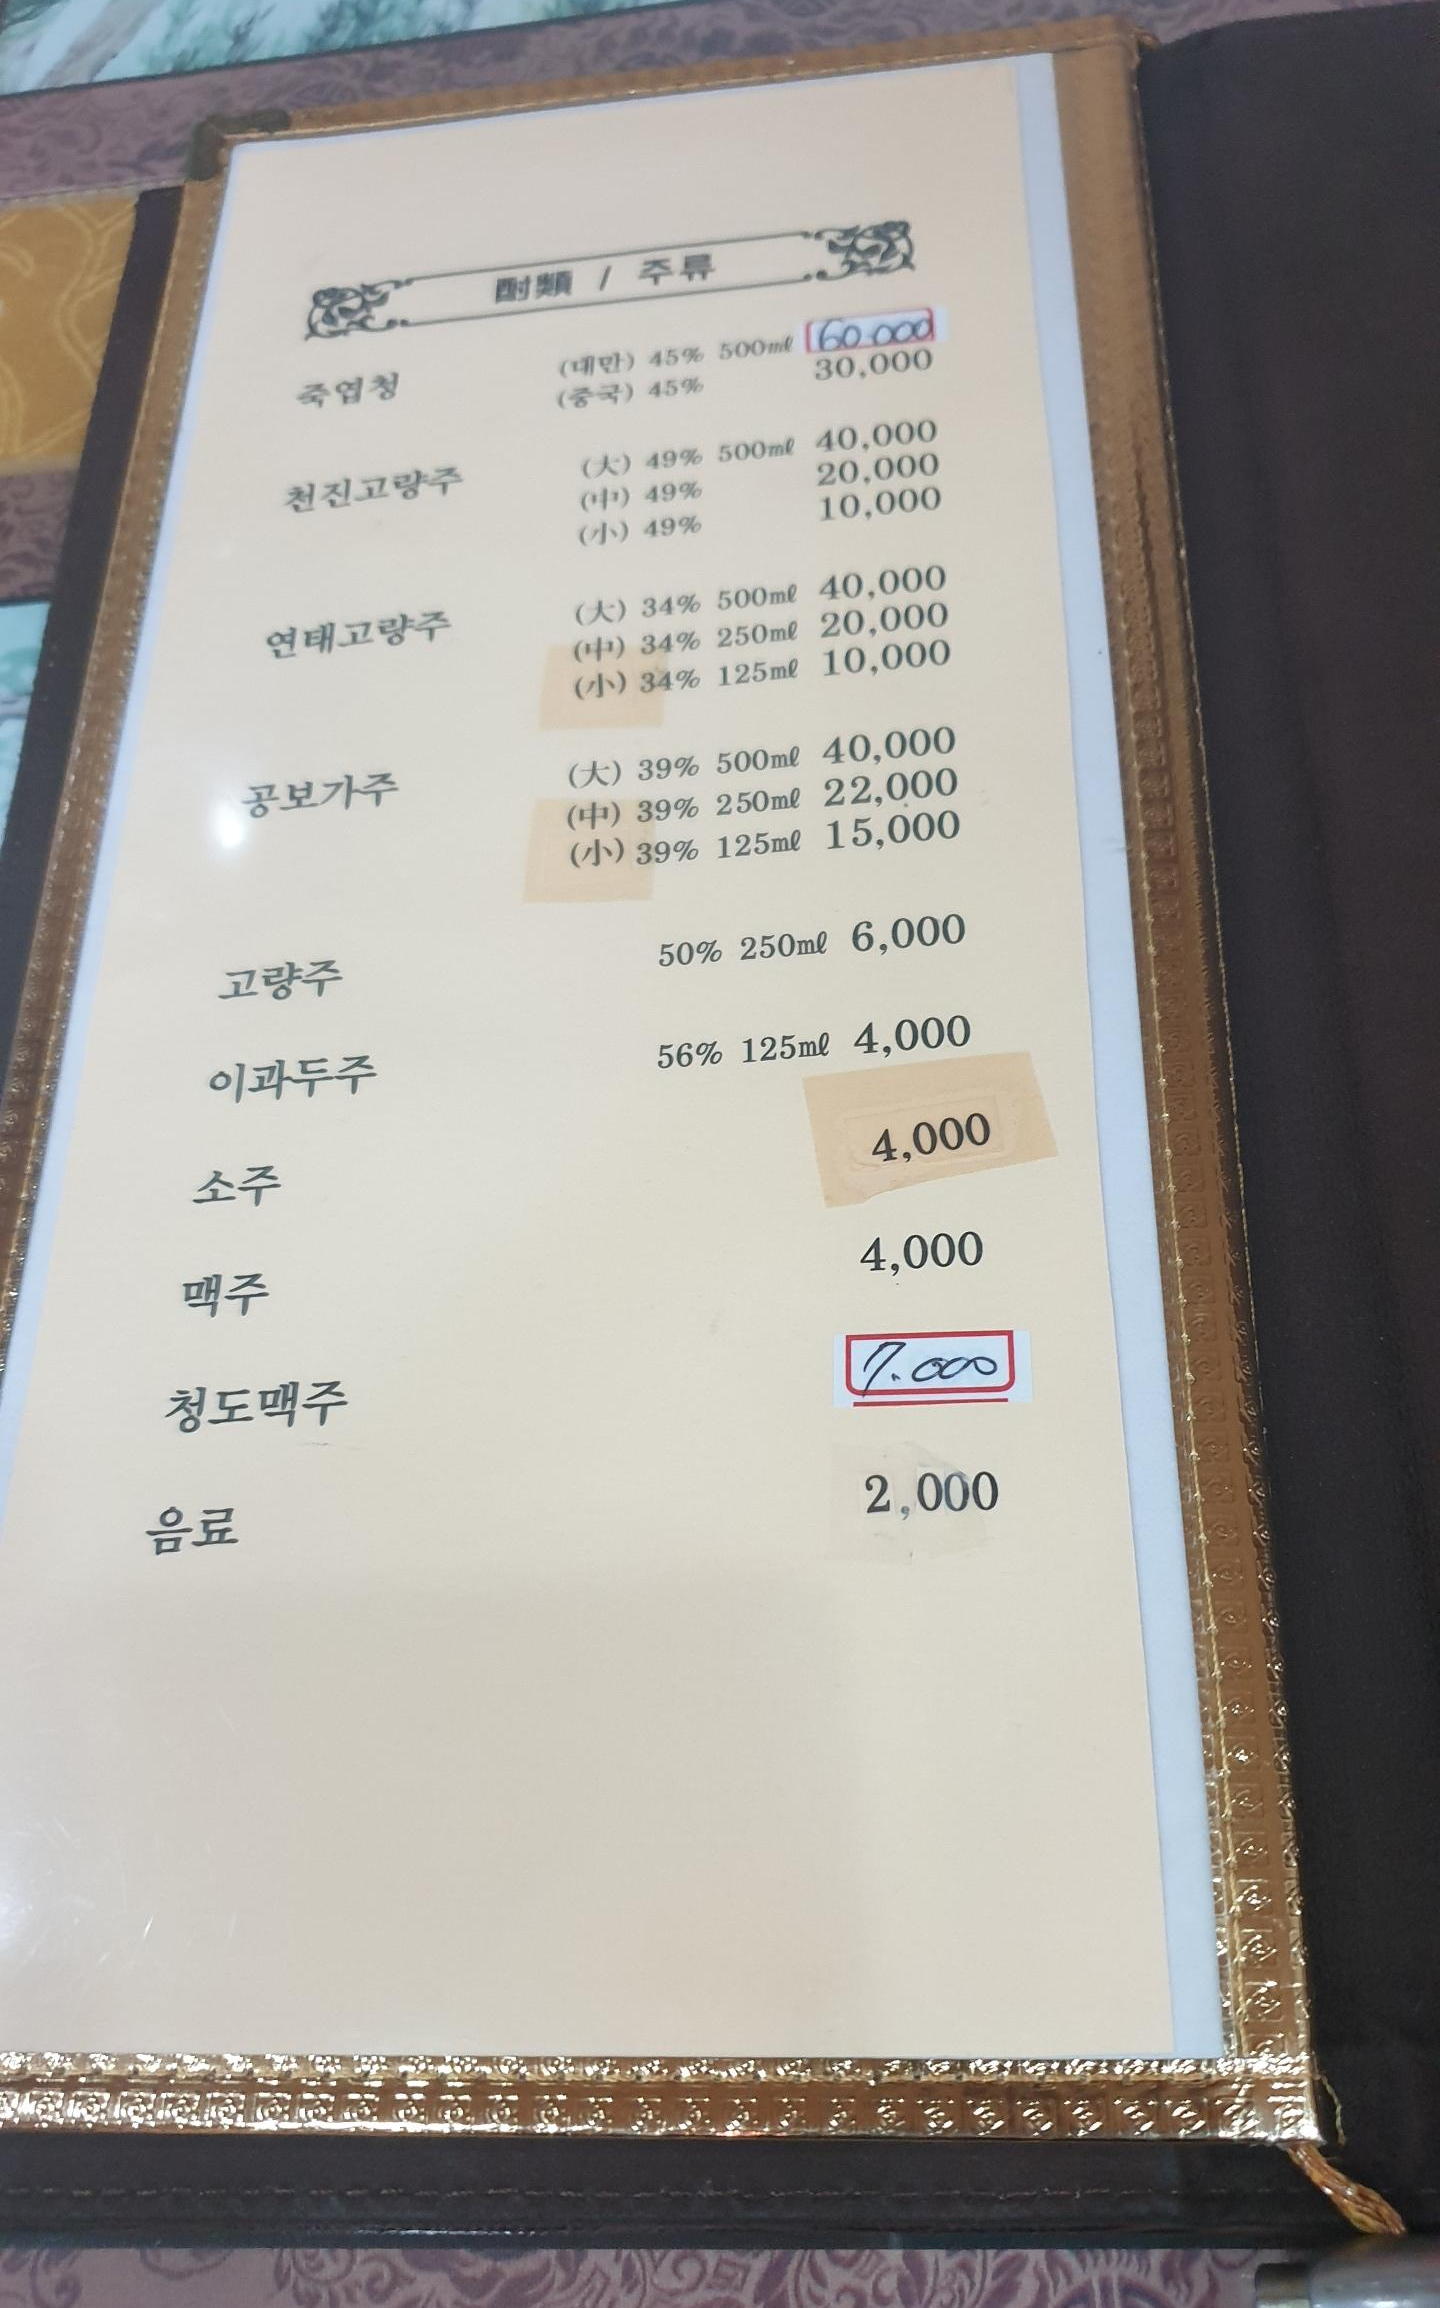 酎類 / 주류
죽엽청 (대만) 45% 500㎖ 60.000
(중국) 45% 30,000
천진고량주 (大) 49% 500㎖ 40,000
(中) 49% 20,000
(小) 49% 10,000
연태고량주 (大) 34% 500㎖ 40,000
(中) 34% 250㎖ 20,000
(小) 34% 125㎖ 10,000
공보가주 (大) 39% 500㎖ 40,000
(中) 39% 250㎖ 22,000
(小) 39% 125㎖ 15,000
고량주 50% 250㎖ 6,000
이과두주 56% 125㎖ 4,000
소주 4,000
맥주 4,000
청도맥주 7.000
음료 2,000